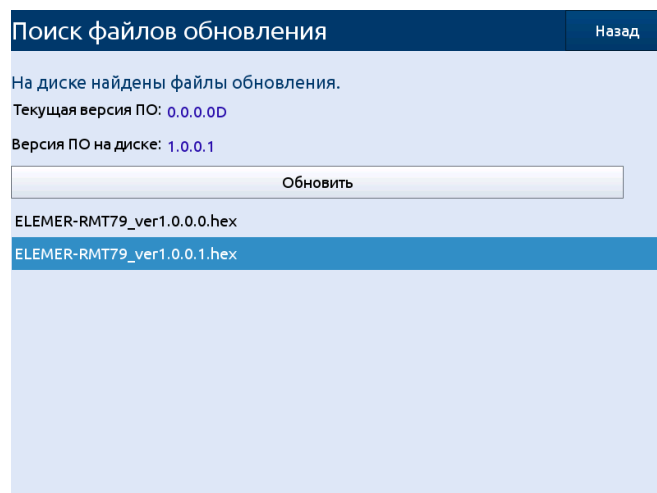 Поиск файлов обновления Назад
На диске найдены файлы обновления.
Текущая версия ПО: 0.0.0.0D
Версия ПО на диске: 1.0.0.1
Обновить
ELEMER-RMT79_ver1.0.0.0.hex
ELEMER-RMT79_ver1.0.0.1.hex